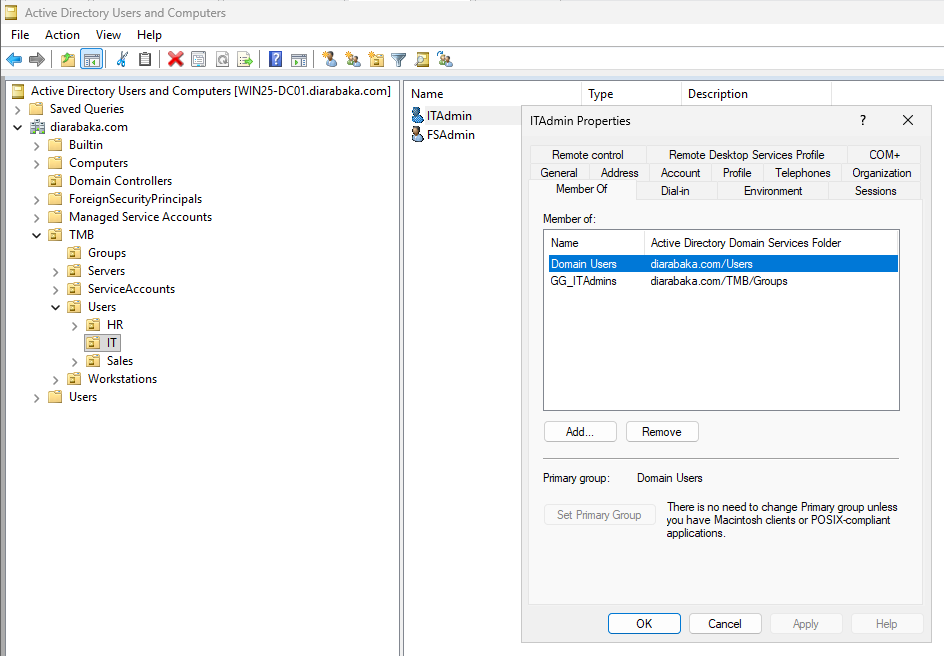 Active Directory Users and Computers
File Action View Help
Active Directory Users and Computers [WIN25-DC01.diarabaka.com]
Saved Queries
diarabaka.com
Builtin
Computers
Domain Controllers
ForeignSecurityPrincipals
Managed Service Accounts
TMB
Groups
Servers
ServiceAccounts
Users
HR
IT
Sales
Workstations
Users
Name Type Description
ITAdmin
FSAdmin
ITAdmin Properties ?
Remote control Remote Desktop Services Profile COM+
General Address Account Profile Telephones Organization
Member Of Dial-in Environment Sessions
Member of:
Name Active Directory Domain Services Folder
Domain Users diarabaka.com/Users
GG_ITAdmins diarabaka.com/TMB/Groups
Add... Remove
Primary group: Domain Users
Set Primary Group
There is no need to change Primary group unless
you have Macintosh clients or POSIX-compliant
applications.
OK Cancel Apply Help